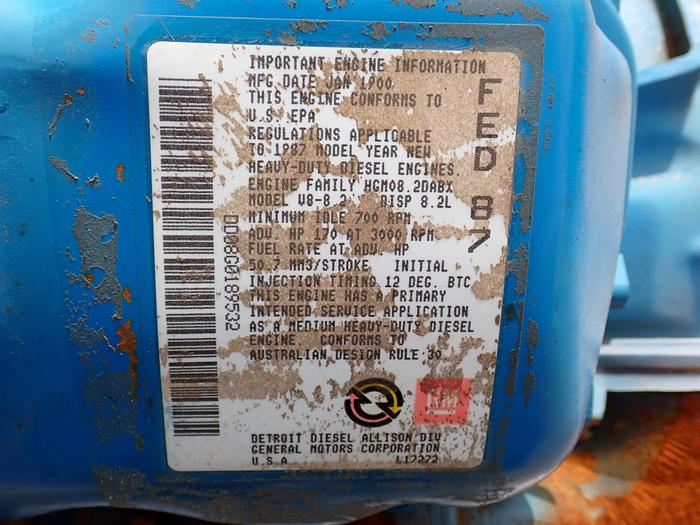 IMPORTANT ENGINE INFORMATION
MFG DATE JAN 1900
THIS ENGINE CONFORMS TO
U.S. EPA
REGULATIONS APPLICABLE
TO 1987 MODEL YEAR NEW
HEAVY-DUTY DIESEL ENGINES.
ENGINE FAMILY HGM08.2DABX
MODEL V8-8.2 DISP 8.2L
MINIMUM IDLE 700 RPM
ADV. HP 170 AT 3000 RPM
FUEL RATE AT ADV. HP
50.7 MM3/STROKE INITIAL
INJECTION TIMING 12 DEG. BTC
THIS ENGINE HAS A PRIMARY
INTENDED SERVICE APPLICATION
AS A MEDIUM HEAVY-DUTY DIESEL
ENGINE. CONFORMS TO
AUSTRALIAN DESIGN RULE 30
FED 87
DD08G0189532
GM
DETROIT DIESEL ALLISON DIV
GENERAL MOTORS CORPORATION
U.S.A L17272